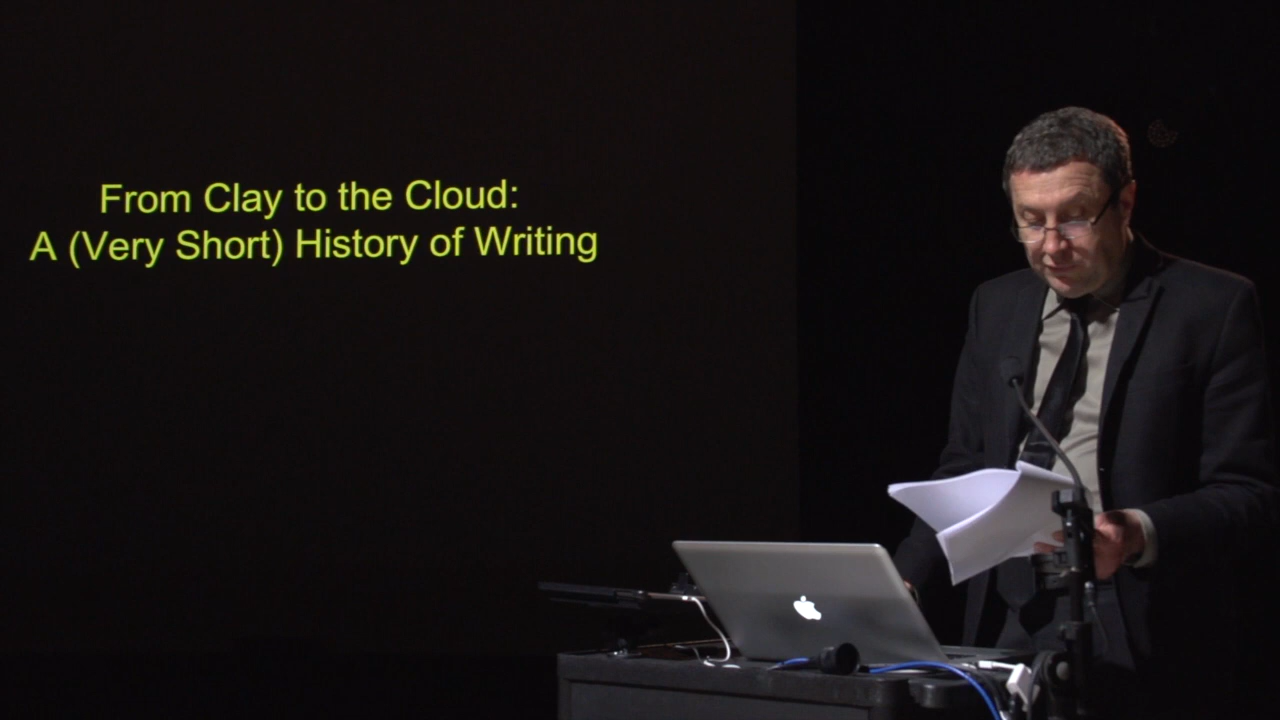 From Clay to the Cloud:
A (Very Short) History of Writing